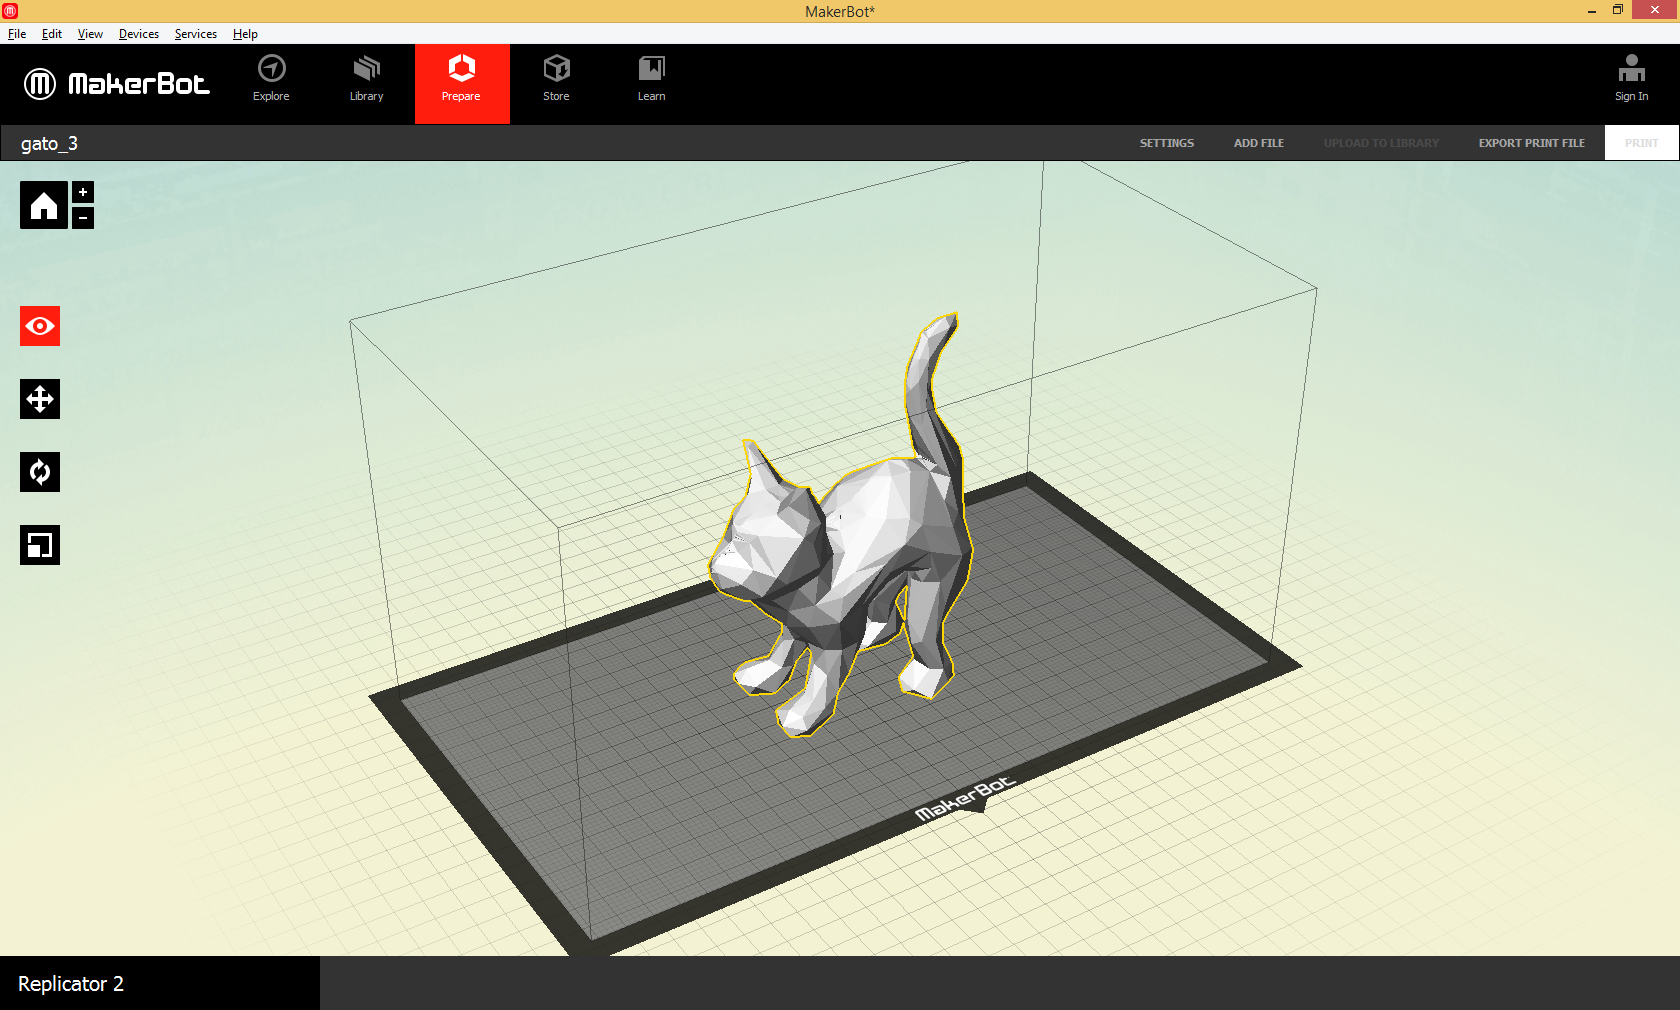 MakerBot*
File Edit View Devices Services Help
MakerBot
Explore
Library
Prepare
Store
Learn
Sign In
gato_3
SETTINGS
ADD FILE
UPLOAD TO LIBRARY
EXPORT PRINT FILE
PRINT
+
-
MakerBot
Replicator 2